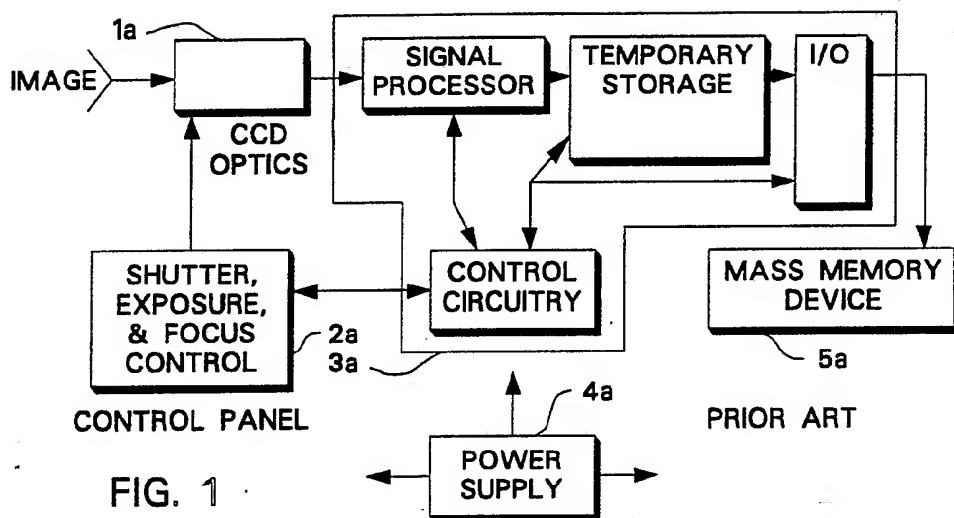 1a
IMAGE
CCD
OPTICS
SIGNAL
PROCESSOR
TEMPORARY
STORAGE
I/O
SHUTTER,
EXPOSURE,
& FOCUS
CONTROL
2a
3a
CONTROL PANEL
CONTROL
CIRCUITRY
MASS MEMORY
DEVICE
5a
PRIOR ART
4a
POWER
SUPPLY
FIG. 1